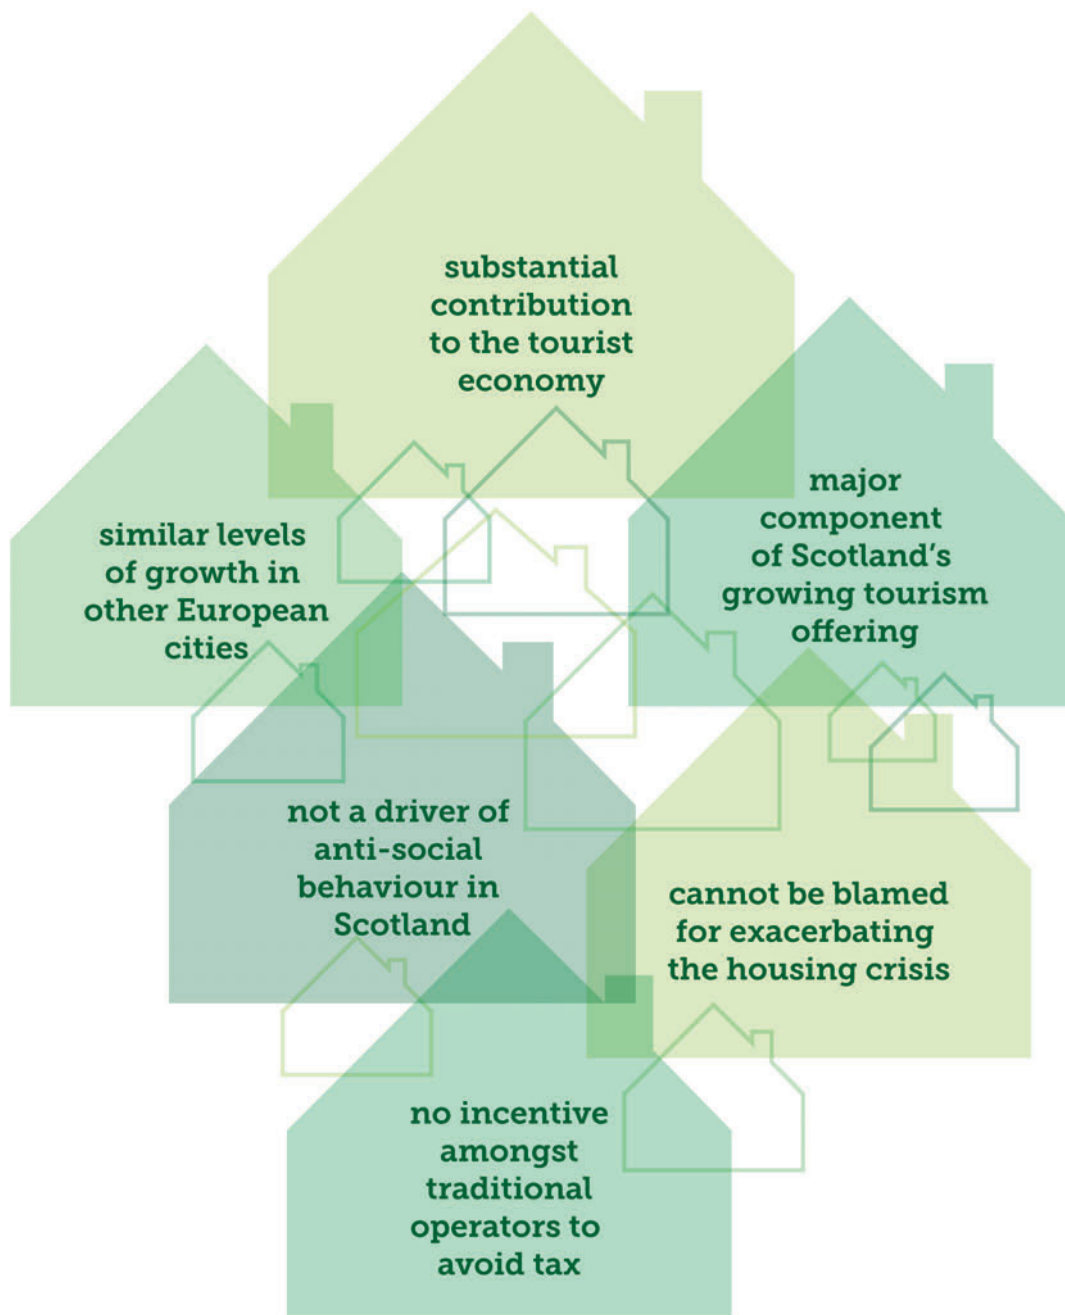 substantial
contribution
to the tourist
economy
major
component
of Scotland’s
growing tourism
offering
similar levels
of growth in
other European
cities
not a driver of
anti-social
behaviour in
Scotland
cannot be blamed
for exacerbating
the housing crisis
no incentive
amongst
traditional
operators to
avoid tax